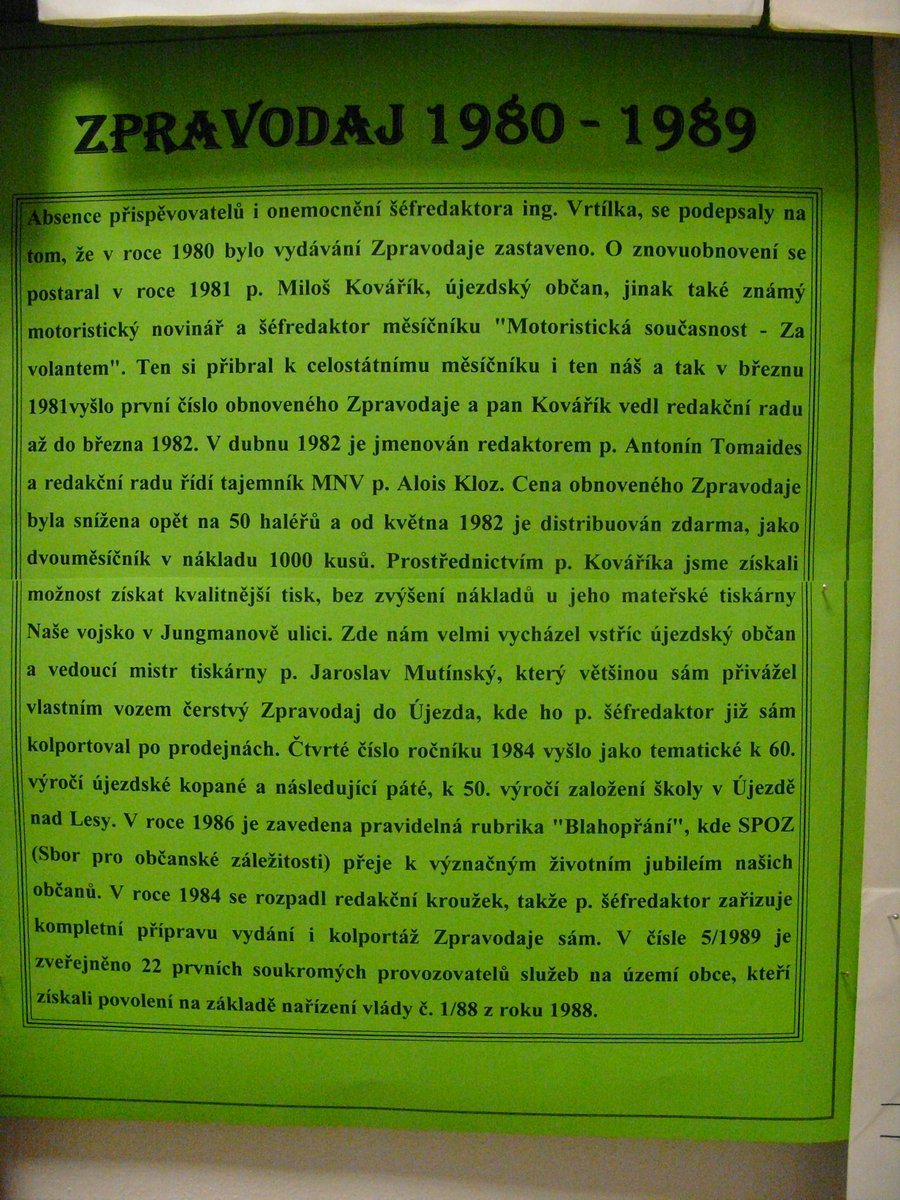 ZPRAVODAJ 1980 - 1989
Absence přispěvovatelů i onemocnění šéfredaktora ing. Vrtílka, se podepsaly na
tom, že v roce 1980 bylo vydávání Zpravodaje zastaveno. O znovuobnovení se
postaral v roce 1981 p. Miloš Kovářík, újezdský občan, jinak také známý
motoristický novinář a šéfredaktor měsíčníku "Motoristická současnost - Za
volantem". Ten si přibral k celostátnímu měsíčníku i ten náš a tak v březnu
1981vyšlo první číslo obnoveného Zpravodaje a pan Kovářík vedl redakční radu
až do března 1982. V dubnu 1982 je jmenován redaktorem p. Antonín Tomaides
a redakční radu řídí tajemník MNV p. Alois Kloz. Cena obnoveného Zpravodaje
byla snížena opět na 50 haléřů a od května 1982 je distribuován zdarma, jako
dvouměsíčník v nákladu 1000 kusů. Prostřednictvím p. Kováříka jsme získali
možnost získat kvalitnější tisk, bez zvýšení nákladů u jeho mateřské tiskárny
Naše vojsko v Jungmanově ulici. Zde nám velmi vycházel vstříc újezdský občan
a vedoucí mistr tiskárny p. Jaroslav Mutínský, který většinou sám přivážel
vlastním vozem čerstvý Zpravodaj do Újezda, kde ho p. šéfredaktor již sám
kolportoval po prodejnách. Čtvrté číslo ročníku 1984 vyšlo jako tematické k 60.
výročí újezdské kopané a následující páté, k 50. výročí založení školy v Újezdě
nad Lesy. V roce 1986 je zavedena pravidelná rubrika "Blahopřání", kde SPOZ
(Sbor pro občanské záležitosti) přeje k význačným životním jubileím našich
občanů. V roce 1984 se rozpadl redakční kroužek, takže p. šéfredaktor zařizuje
kompletní přípravu vydání i kolportáž Zpravodaje sám. V čísle 5/1989 je
zveřejněno 22 prvních soukromých provozovatelů služeb na území obce, kteří
získali povolení na základě nařízení vlády č. 1/88 z roku 1988.